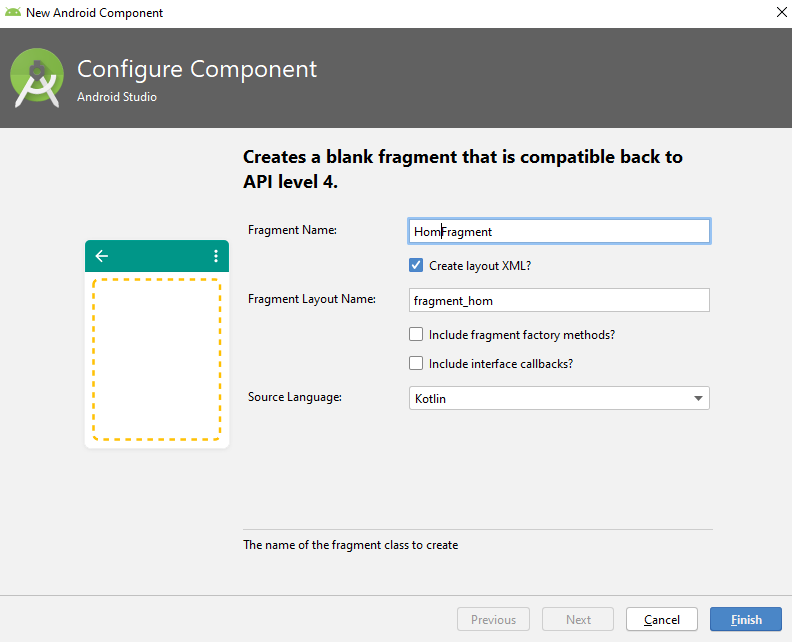 New Android Component
Configure Component
Android Studio
Creates a blank fragment that is compatible back to
API level 4.
Fragment Name:
HomFragment
Create layout XML?
Fragment Layout Name:
fragment_hom
Include fragment factory methods?
Include interface callbacks?
Source Language:
Kotlin
The name of the fragment class to create
Previous
Next
Cancel
Finish